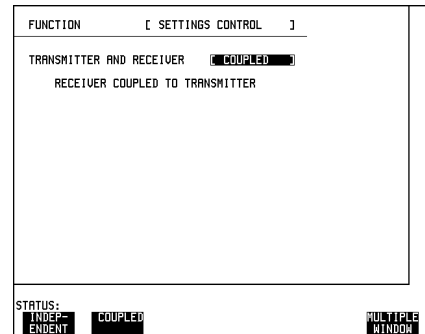 FUNCTION [ SETTINGS CONTROL ]
TRANSMITTER AND RECEIVER [ COUPLED ]
RECEIVER COUPLED TO TRANSMITTER
STATUS:
INDEP-
ENDENT
COUPLED
MULTIPLE
WINDOW